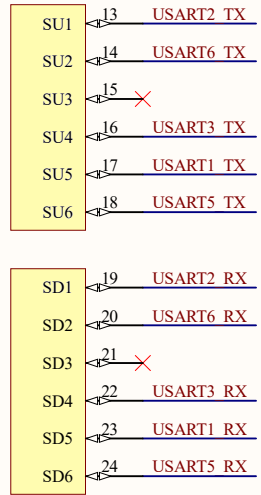 SU1 13 USART2_TX
SU2 14 USART6_TX
SU3 15
SU4 16 USART3_TX
SU5 17 USART1_TX
SU6 18 USART5_TX
SD1 19 USART2_RX
SD2 20 USART6_RX
SD3 21
SD4 22 USART3_RX
SD5 23 USART1_RX
SD6 24 USART5_RX